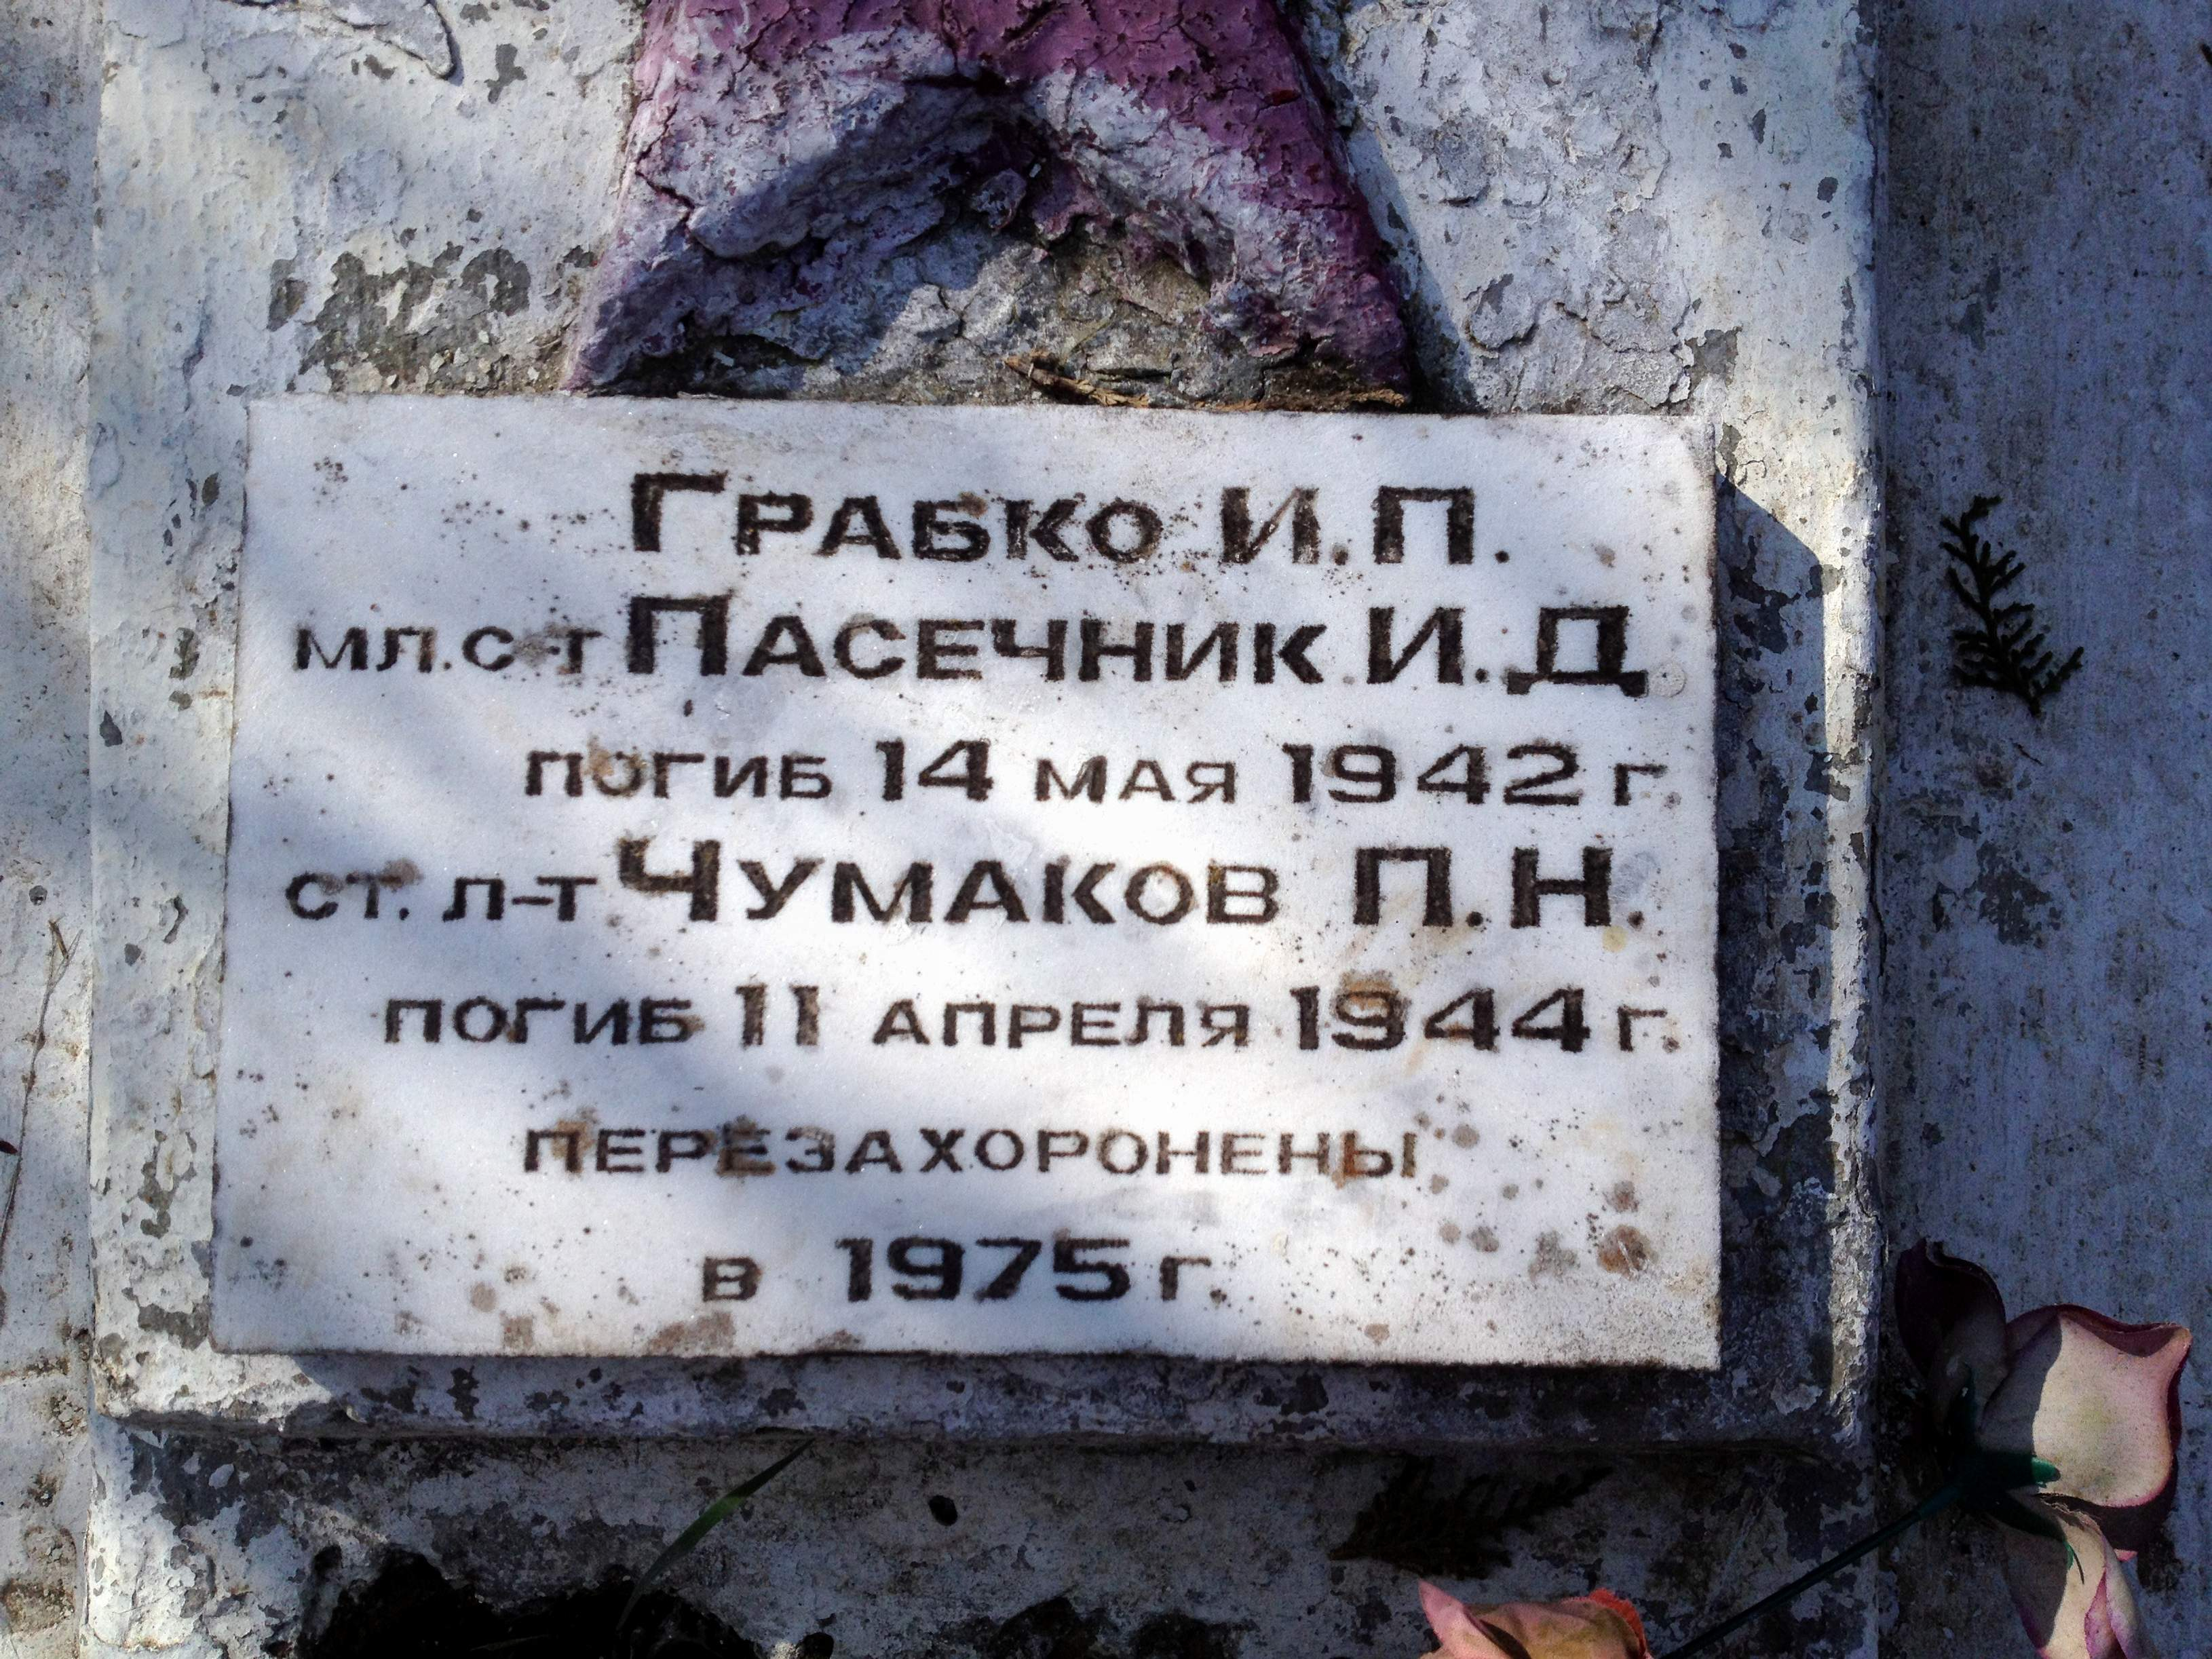 Грабко И.П.
мл.с-т Пасечник И.Д.
погиб 14 мая 1942 г.
ст. л-т Чумаков П.Н.
погиб 11 апреля 1944 г.
перезахоронены
в 1975 г.